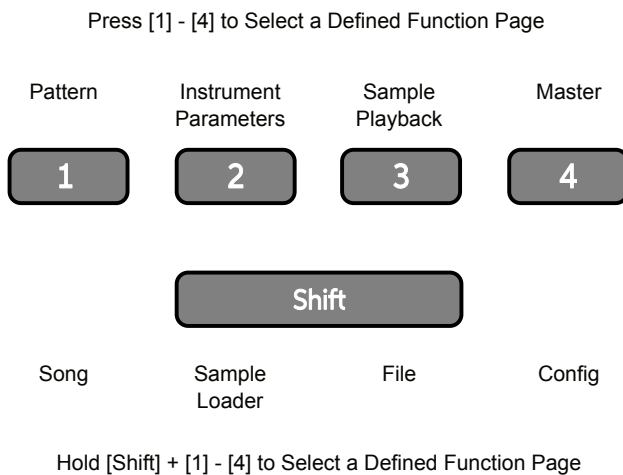 Press [1] - [4] to Select a Defined Function Page
Pattern
Instrument
Parameters
Sample
Playback
Master
1
2
3
4
Shift
Song
Sample
Loader
File
Config
Hold [Shift] + [1] - [4] to Select a Defined Function Page